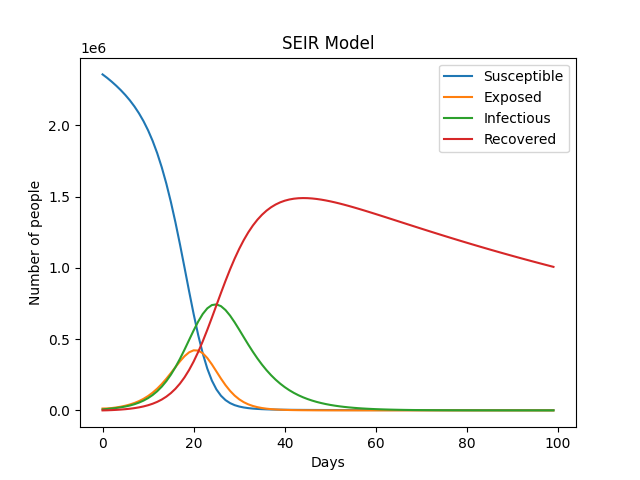 SEIR Model
1e6
Susceptible
Exposed
Infectious
Recovered
2.0
1.5
1.0
0.5
0.0
Number of people
0 20 40 60 80 100
Days